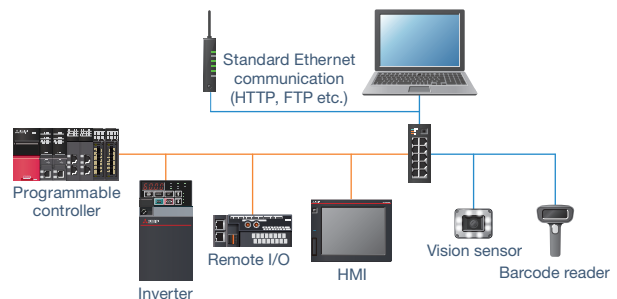 Standard Ethernet
communication
(HTTP, FTP etc.)
Programmable
controller
Inverter
Remote I/O
HMI
Vision sensor
Barcode reader